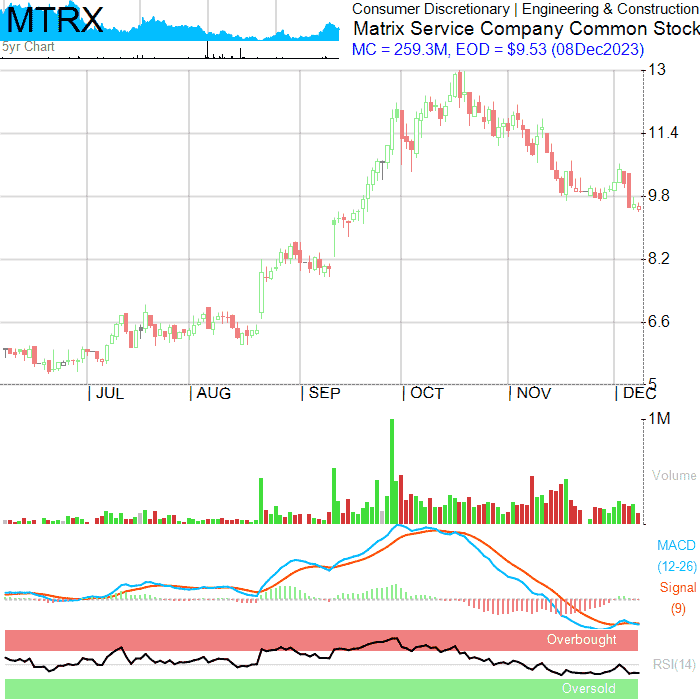 MTRX
Consumer Discretionary | Engineering & Construction
Matrix Service Company Common Stock
5yr Chart
MC = 259.3M, EOD = $9.53 (08Dec2023)
13
11.4
9.8
8.2
6.6
5
JUL AUG SEP OCT NOV DEC
1M
Volume
MACD
(12-26)
Signal
(9)
Overbought
RSI(14)
Oversold